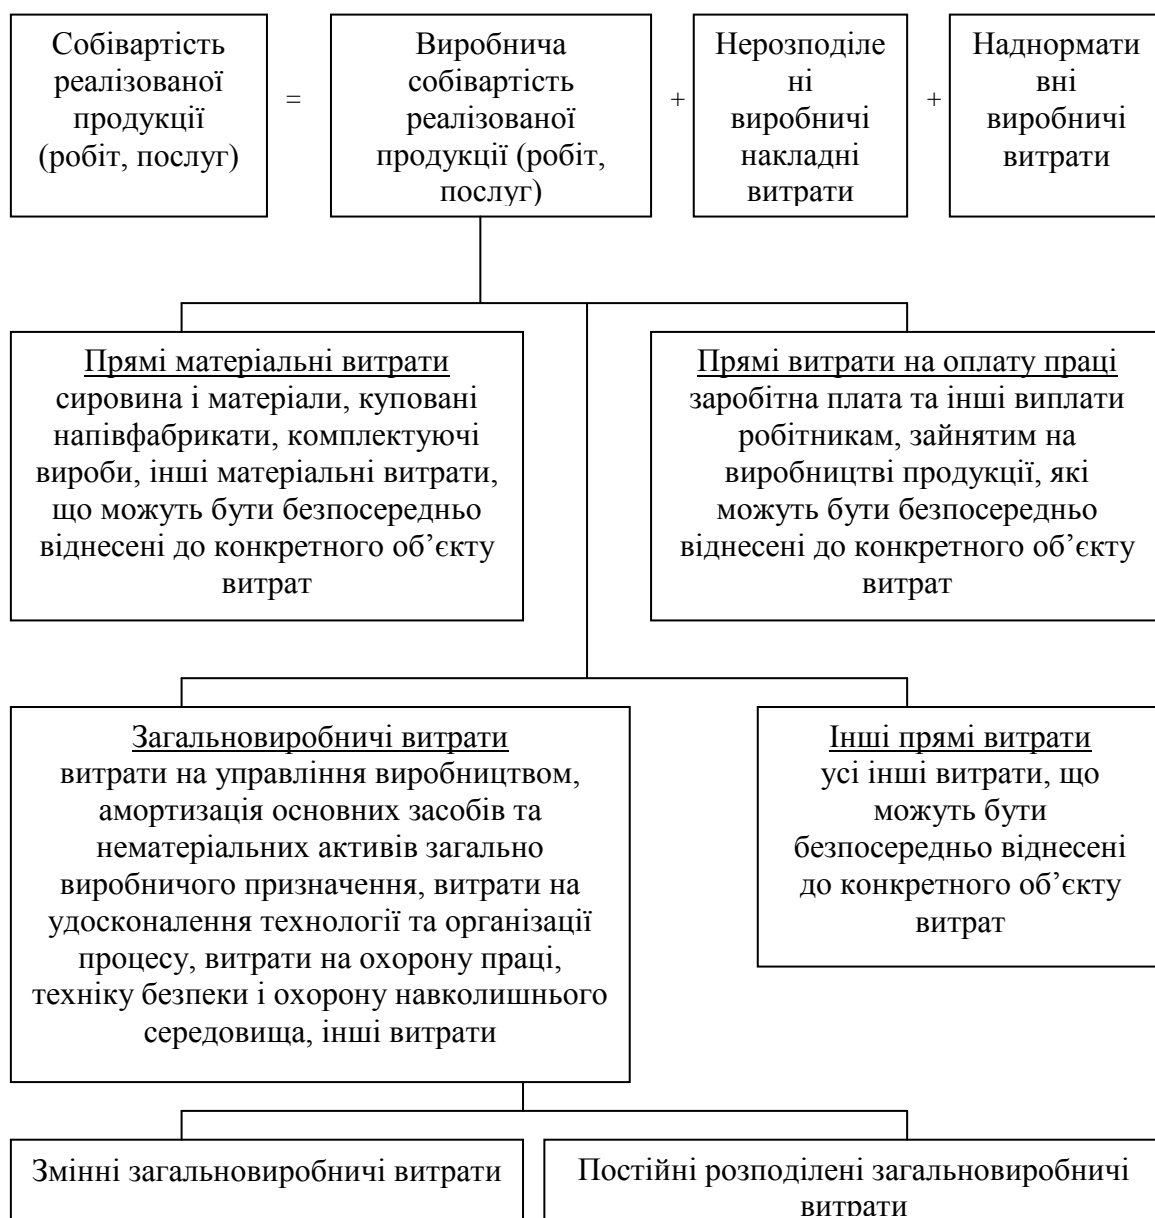 Собівартість
реалізованої
продукції
(робіт, послуг)
=
Виробнича
собівартість
реалізованої
продукції (робіт,
послуг)
+
Нерозподіле
ні
виробничі
накладні
витрати
+
Наднормати
вні
виробничі
витрати
Прямі матеріальні витрати
сировина і матеріали, куповані
напівфабрикати, комплектуючі
вироби, інші матеріальні витрати,
що можуть бути безпосередньо
віднесені до конкретного об’єкту
витрат
Прямі витрати на оплату праці
заробітна плата та інші виплати
робітникам, зайнятим на
виробництві продукції, які
можуть бути безпосередньо
віднесені до конкретного об’єкту
витрат
Загальновиробничі витрати
витрати на управління виробництвом,
амортизація основних засобів та
нематеріальних активів загально
виробничого призначення, витрати на
удосконалення технології та організації
процесу, витрати на охорону праці,
техніку безпеки і охорону навколишнього
середовища, інші витрати
Інші прямі витрати
усі інші витрати, що
можуть бути
безпосередньо віднесені
до конкретного об’єкту
витрат
Змінні загальновиробничі витрати
Постійні розподілені загальновиробничі
витрати